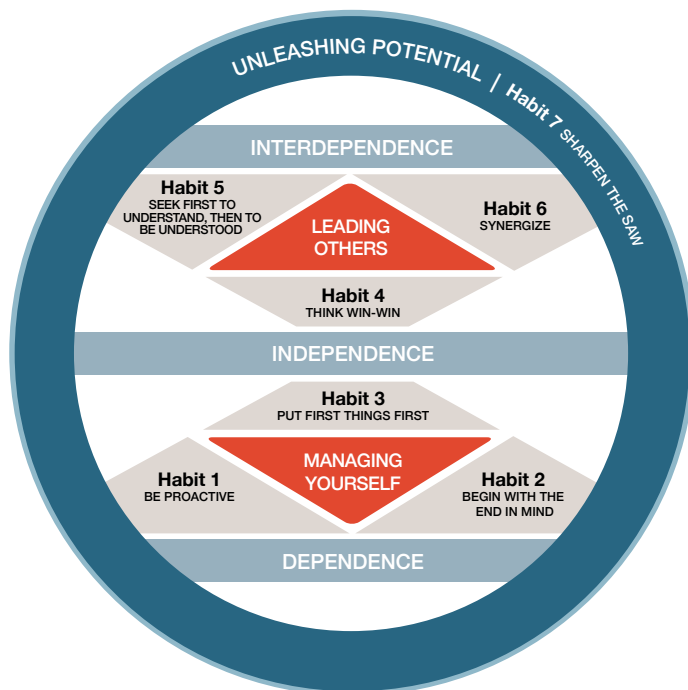 UNLEASHING POTENTIAL | Habit 7 SHARPEN THE SAW
INTERDEPENDENCE
Habit 5
SEEK FIRST TO
UNDERSTAND, THEN TO
BE UNDERSTOOD
LEADING
OTHERS
Habit 6
SYNERGIZE
Habit 4
THINK WIN-WIN
INDEPENDENCE
Habit 3
PUT FIRST THINGS FIRST
Habit 1
BE PROACTIVE
MANAGING
YOURSELF
Habit 2
BEGIN WITH THE
END IN MIND
DEPENDENCE